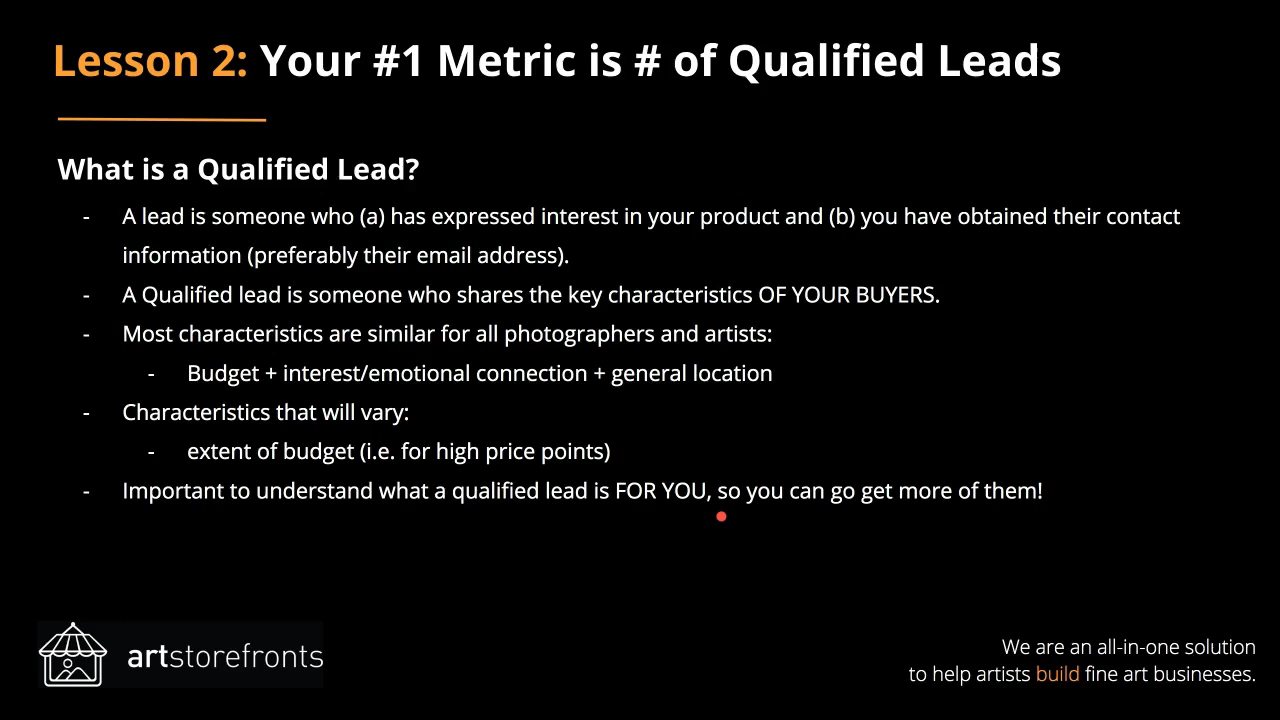 Lesson 2: Your #1 Metric is # of Qualified Leads
What is a Qualified Lead?
- A lead is someone who (a) has expressed interest in your product and (b) you have obtained their contact
information (preferably their email address).
- A Qualified lead is someone who shares the key characteristics OF YOUR BUYERS.
- Most characteristics are similar for all photographers and artists:
- Budget + interest/emotional connection + general location
- Characteristics that will vary:
- extent of budget (i.e. for high price points)
- Important to understand what a qualified lead is FOR YOU, so you can go get more of them!
artstorefronts
We are an all-in-one solution
to help artists build fine art businesses.